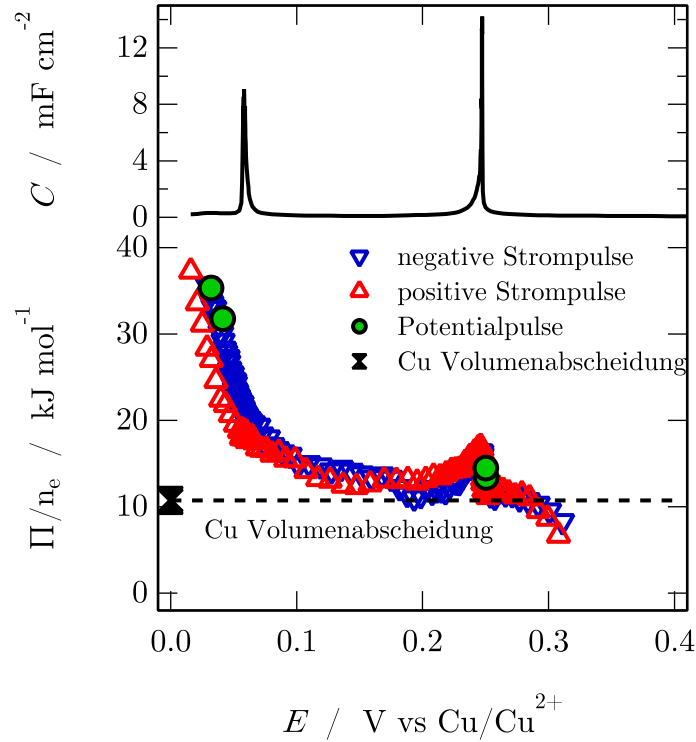 C / mF cm-2
12
8
4
0
Π/ne / kJ mol-1
40
30
20
10
0
negative Strompulse
positive Strompulse
Potentialpulse
Cu Volumenabscheidung
Cu Volumenabscheidung
0.0 0.1 0.2 0.3 0.4
E / V vs Cu/Cu2+